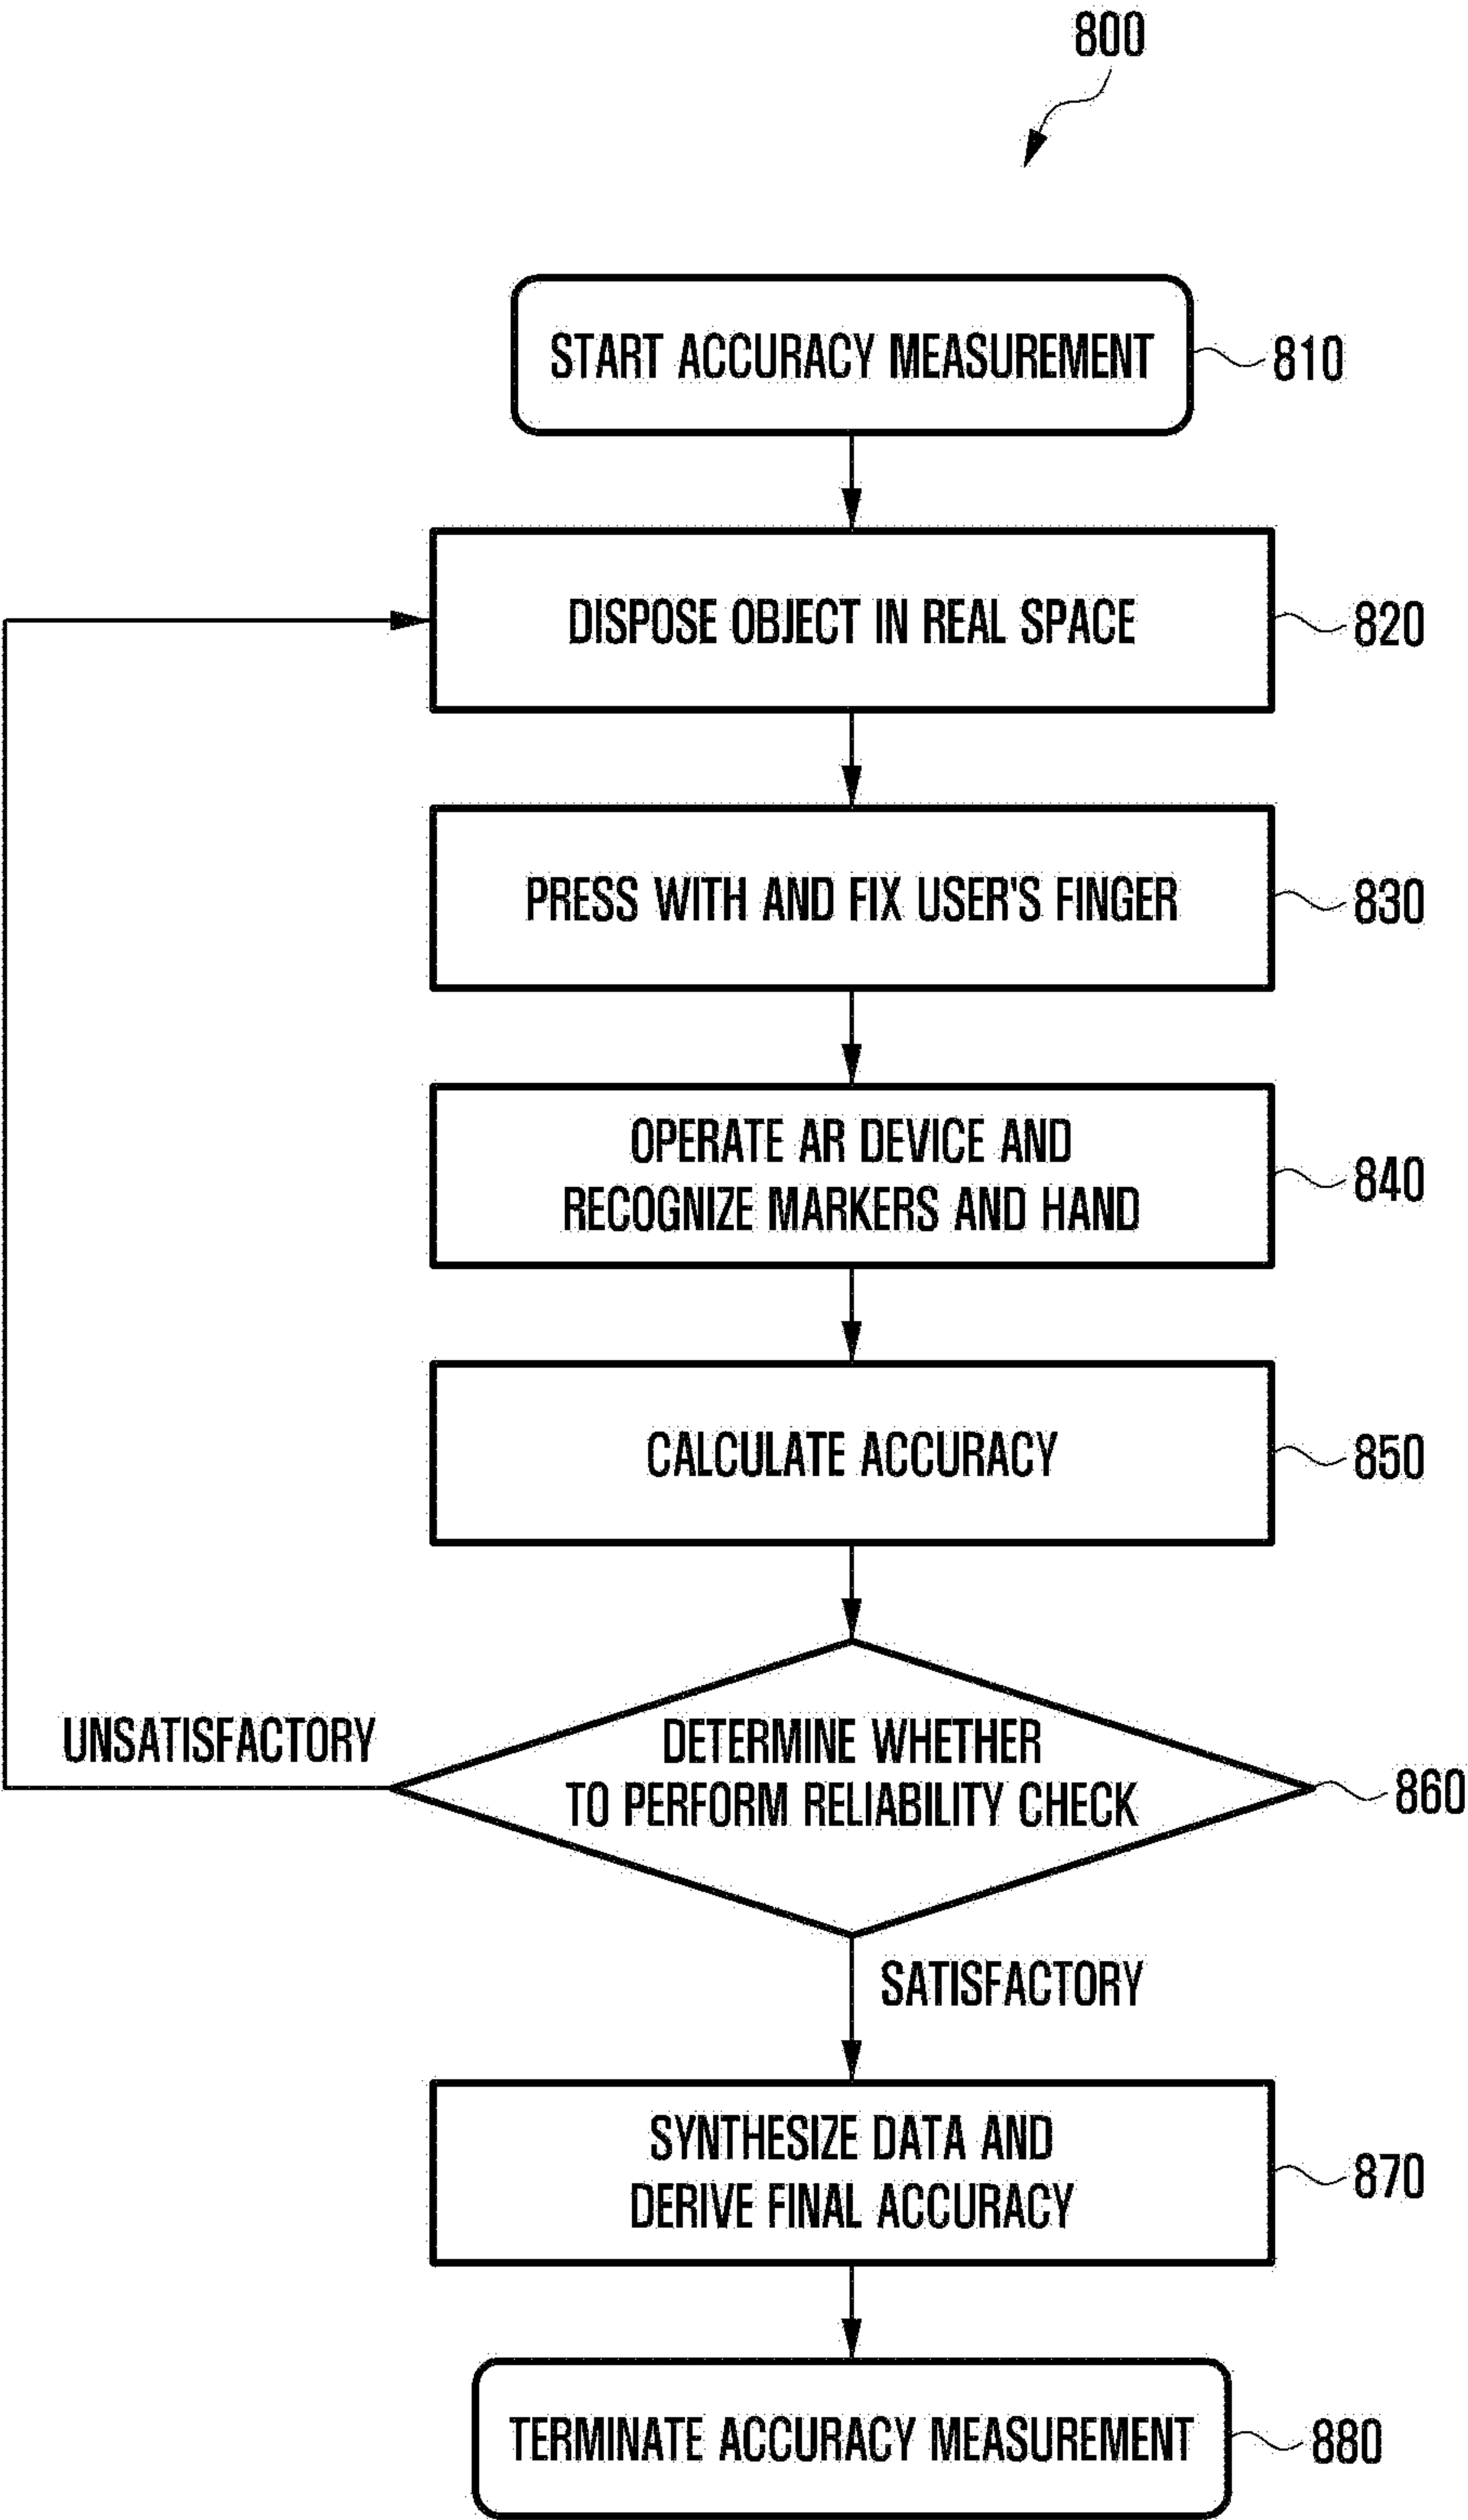 800
START ACCURACY MEASUREMENT
810
DISPOSE OBJECT IN REAL SPACE
820
PRESS WITH AND FIX USER'S FINGER
830
OPERATE AR DEVICE AND
RECOGNIZE MARKERS AND HAND
840
CALCULATE ACCURACY
850
UNSATISFACTORY
DETERMINE WHETHER
TO PERFORM RELIABILITY CHECK
860
SATISFACTORY
SYNTHESIZE DATA AND
DERIVE FINAL ACCURACY
870
TERMINATE ACCURACY MEASUREMENT
880